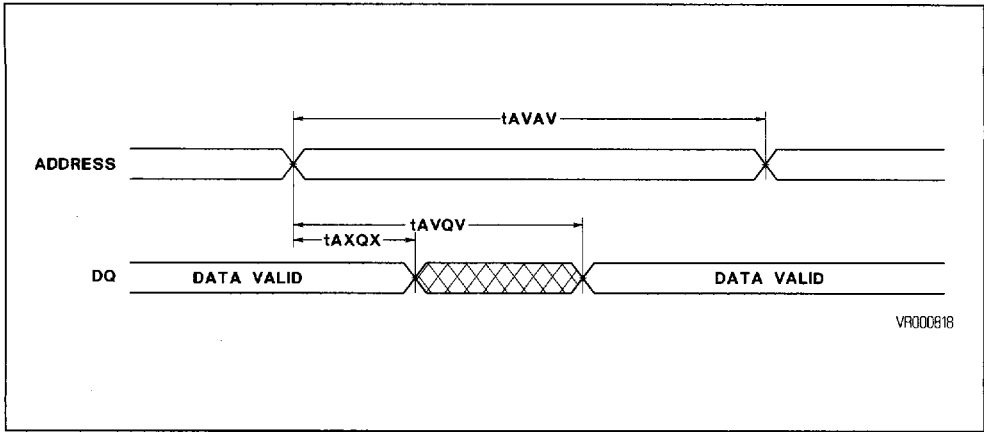 tAVAV
ADDRESS
tAVQV
tAXQX
DQ
DATA VALID
DATA VALID
VR000818